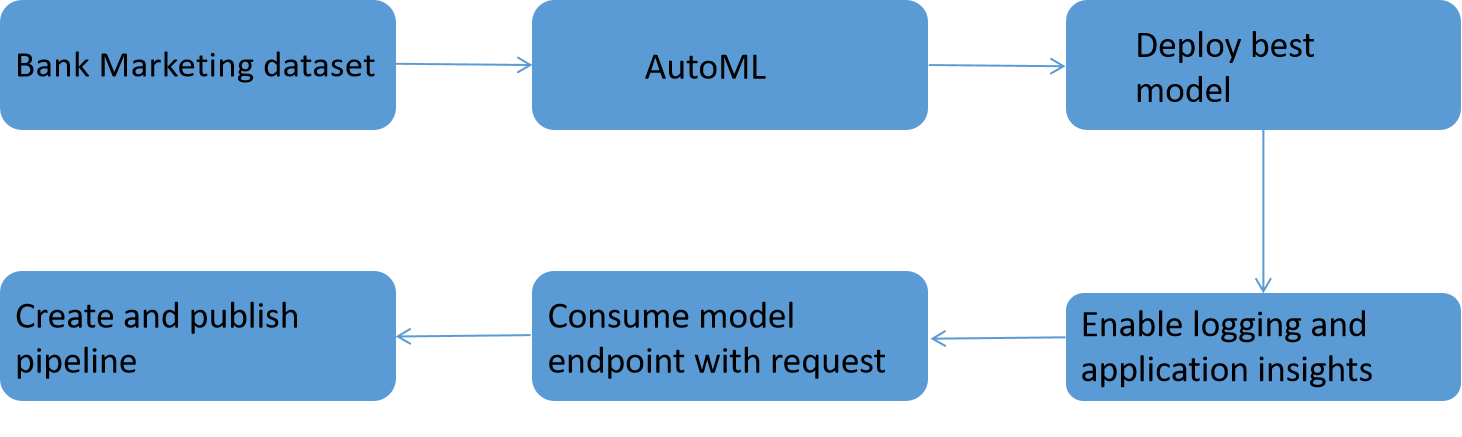 Bank Marketing dataset
AutoML
Deploy best
model
Enable logging and
application insights
Consume model
endpoint with request
Create and publish
pipeline